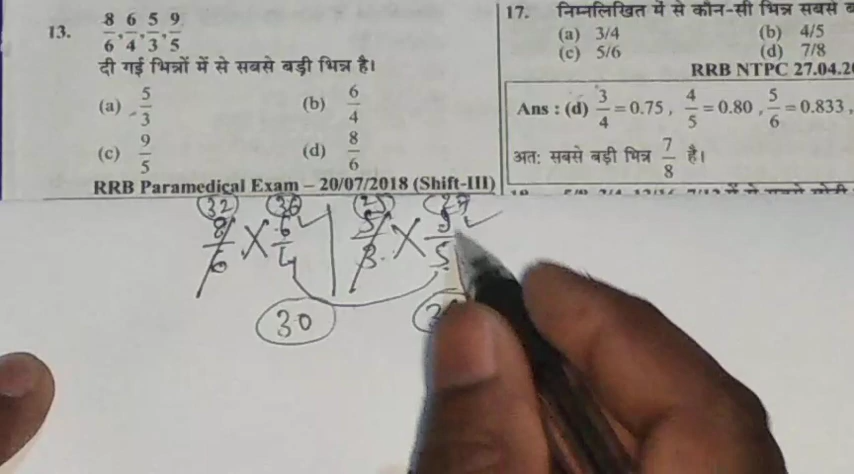 13. 8/6, 6/4, 5/3, 9/5
दी गई भिन्नों में से सबसे बड़ी भिन्न है।
(a) 5/3 (b) 6/4
(c) 9/5 (d) 8/6
RRB Paramedical Exam – 20/07/2018 (Shift-III)
17. निम्नलिखित में से कौन-सी भिन्न सबसे
(a) 3/4 (b) 4/5
(c) 5/6 (d) 7/8
RRB NTPC 27.04.
Ans : (d) 3/4 = 0.75, 4/5 = 0.80, 5/6 = 0.833,
अतः सबसे बड़ी भिन्न 7/8 है।
32 36 25 27
8/6 × 6/4 | 5/3 × 9/5
30